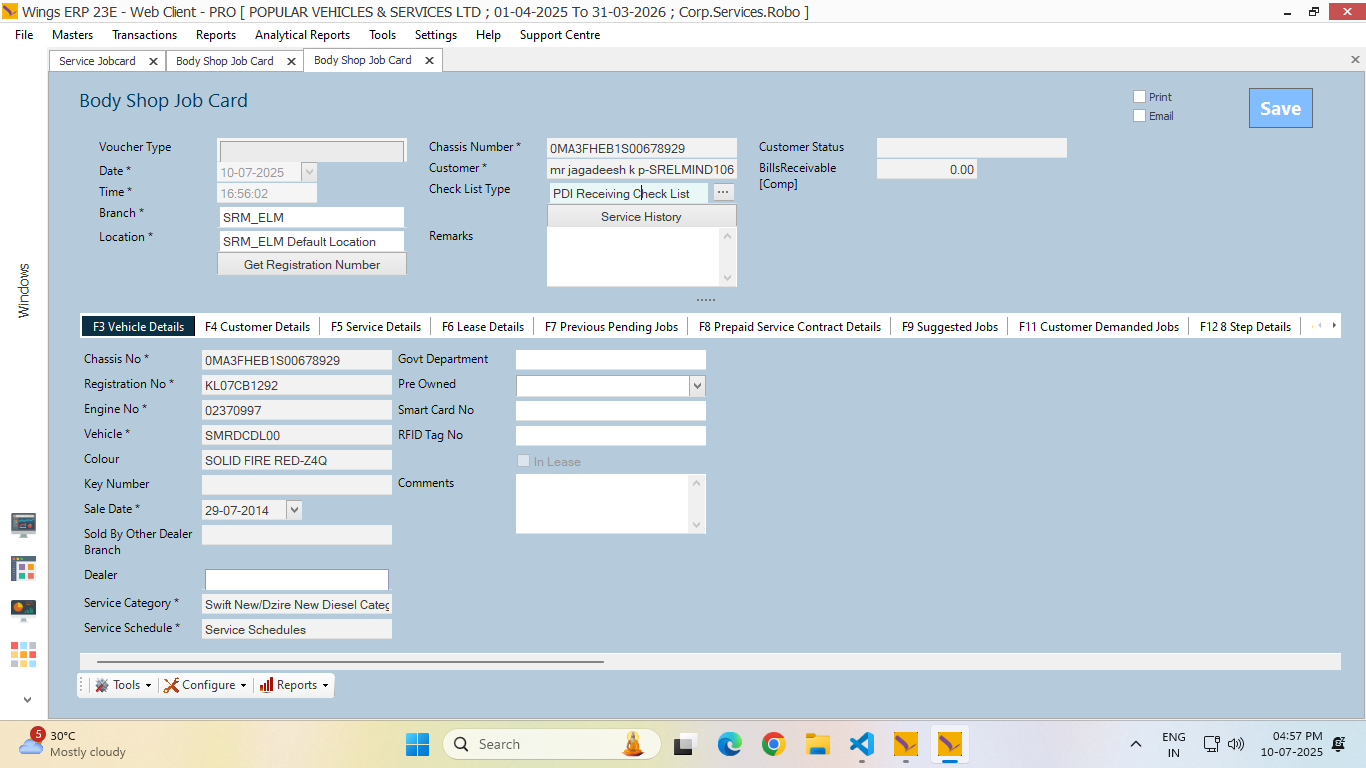 Wings ERP 23E - Web Client - PRO [ POPULAR VEHICLES & SERVICES LTD ; 01-04-2025 To 31-03-2026 ; Corp.Services.Robo ]
File Masters Transactions Reports Analytical Reports Tools Settings Help Support Centre
Service Jobcard Body Shop Job Card Body Shop Job Card
Body Shop Job Card
Print
Email
Save
Voucher Type
Date * 10-07-2025
Time * 16:56:02
Branch * SRM_ELM
Location * SRM_ELM Default Location
Get Registration Number
Chassis Number * 0MA3FHEB1S00678929
Customer * mr jagadeesh k p-SRELMIND106
Check List Type PDI Receiving Check List ...
Service History
Remarks
Customer Status
BillsReceivable 0.00
[Comp]
Windows
F3 Vehicle Details F4 Customer Details F5 Service Details F6 Lease Details F7 Previous Pending Jobs F8 Prepaid Service Contract Details F9 Suggested Jobs F11 Customer Demanded Jobs F12 8 Step Details
Chassis No * 0MA3FHEB1S00678929
Registration No * KL07CB1292
Engine No * 02370997
Vehicle * SMRDCDL00
Colour SOLID FIRE RED-Z4Q
Key Number
Sale Date * 29-07-2014
Sold By Other Dealer
Branch
Dealer
Service Category * Swift New/Dzire New Diesel Categ
Service Schedule * Service Schedules
Govt Department
Pre Owned
Smart Card No
RFID Tag No
In Lease
Comments
Tools Configure Reports
5
30°C
Mostly cloudy
Search
ENG
IN
04:57 PM
10-07-2025